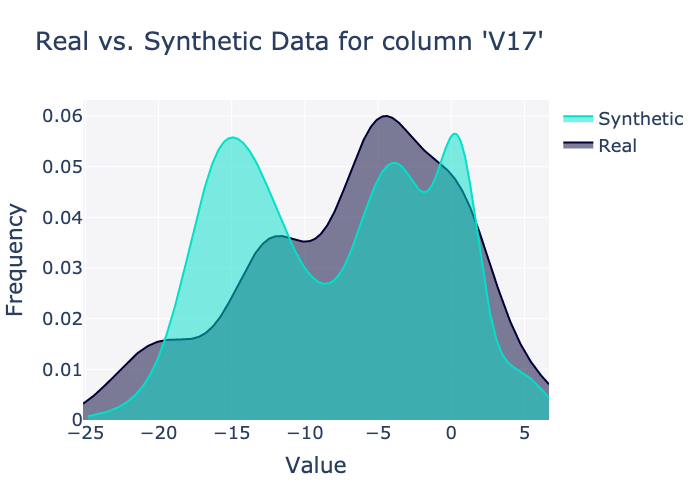 Real vs. Synthetic Data for column 'V17'
Synthetic
Real
Frequency
0.06
0.05
0.04
0.03
0.02
0.01
0
−25
−20
−15
−10
−5
0
5
Value